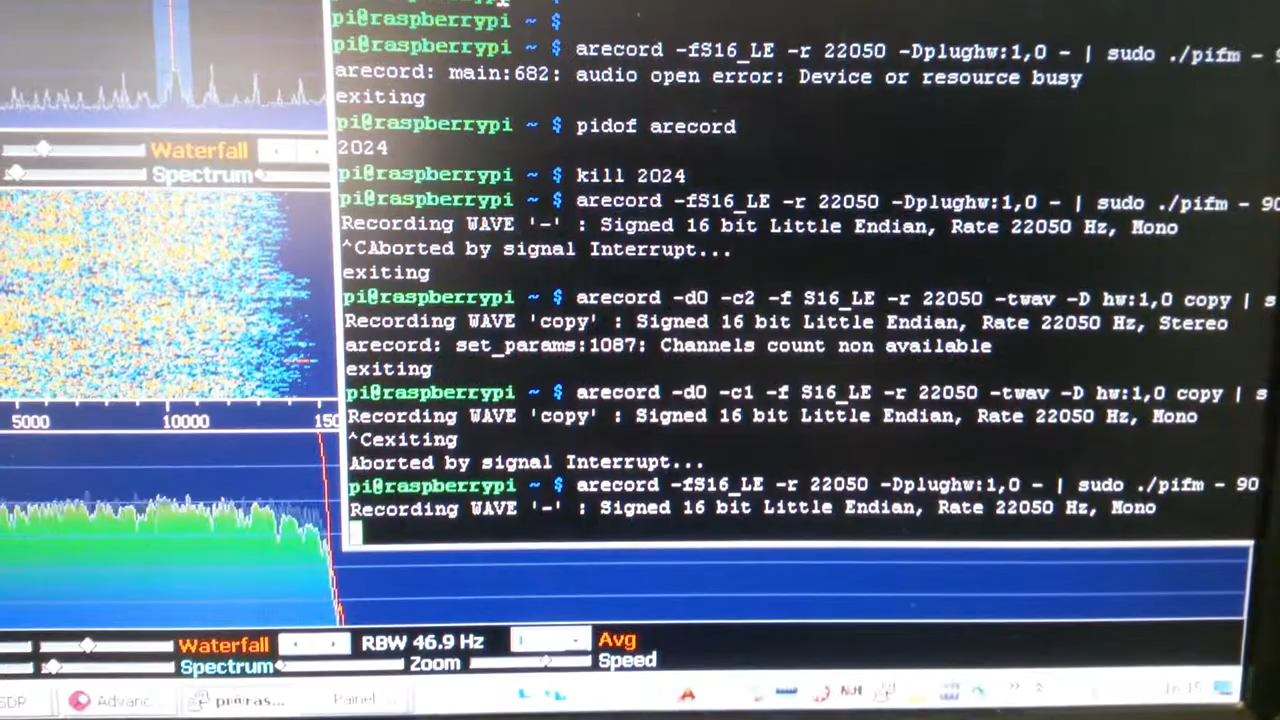 pi@raspberrypi ~ $
pi@raspberrypi ~ $ arecord -fS16_LE -r 22050 -Dplughw:1,0 - | sudo ./pifm -
arecord: main:682: audio open error: Device or resource busy
exiting
pi@raspberrypi ~ $ pidof arecord
2024
pi@raspberrypi ~ $ kill 2024
pi@raspberrypi ~ $ arecord -fS16_LE -r 22050 -Dplughw:1,0 - | sudo ./pifm - 90
Recording WAVE '-' : Signed 16 bit Little Endian, Rate 22050 Hz, Mono
^CAborted by signal Interrupt...
exiting
pi@raspberrypi ~ $ arecord -d0 -c2 -f S16_LE -r 22050 -twav -D hw:1,0 copy | s
Recording WAVE 'copy' : Signed 16 bit Little Endian, Rate 22050 Hz, Stereo
arecord: set_params:1087: Channels count non available
exiting
pi@raspberrypi ~ $ arecord -d0 -c1 -f S16_LE -r 22050 -twav -D hw:1,0 copy | s
Recording WAVE 'copy' : Signed 16 bit Little Endian, Rate 22050 Hz, Mono
^Cexiting
Aborted by signal Interrupt...
pi@raspberrypi ~ $ arecord -fS16_LE -r 22050 -Dplughw:1,0 - | sudo ./pifm - 90
Recording WAVE '-' : Signed 16 bit Little Endian, Rate 22050 Hz, Mono
Waterfall
Spectrum
5000 10000 150
Waterfall RBW 46.9 Hz Avg
Spectrum Zoom Speed
SDP Advanc... pi@ras... Painel 16:15